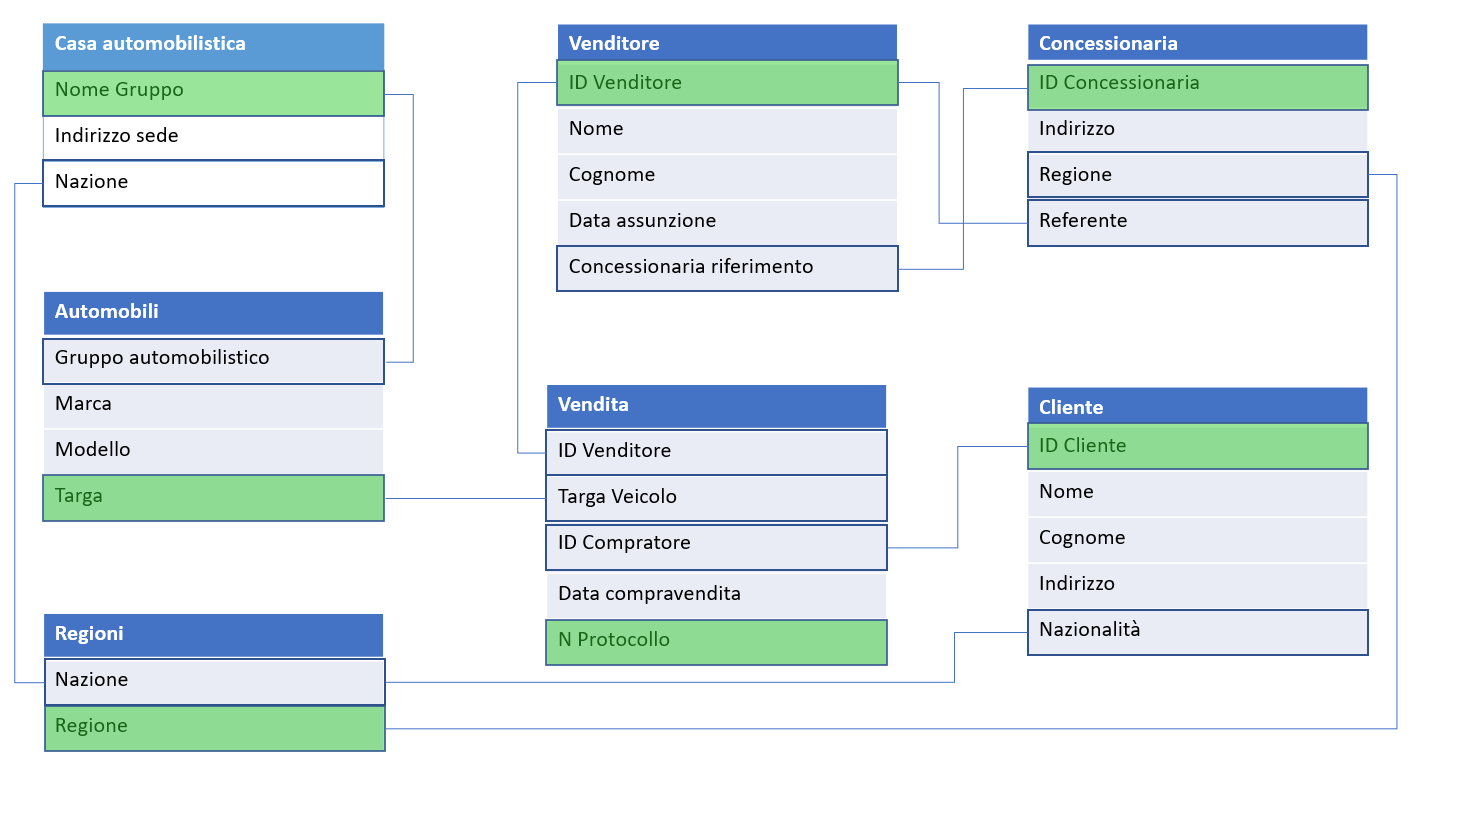 Casa automobilistica
Nome Gruppo
Indirizzo sede
Nazione
Automobili
Gruppo automobilistico
Marca
Modello
Targa
Regioni
Nazione
Regione
Venditore
ID Venditore
Nome
Cognome
Data assunzione
Concessionaria riferimento
Vendita
ID Venditore
Targa Veicolo
ID Compratore
Data compravendita
N Protocollo
Concessionaria
ID Concessionaria
Indirizzo
Regione
Referente
Cliente
ID Cliente
Nome
Cognome
Indirizzo
Nazionalità